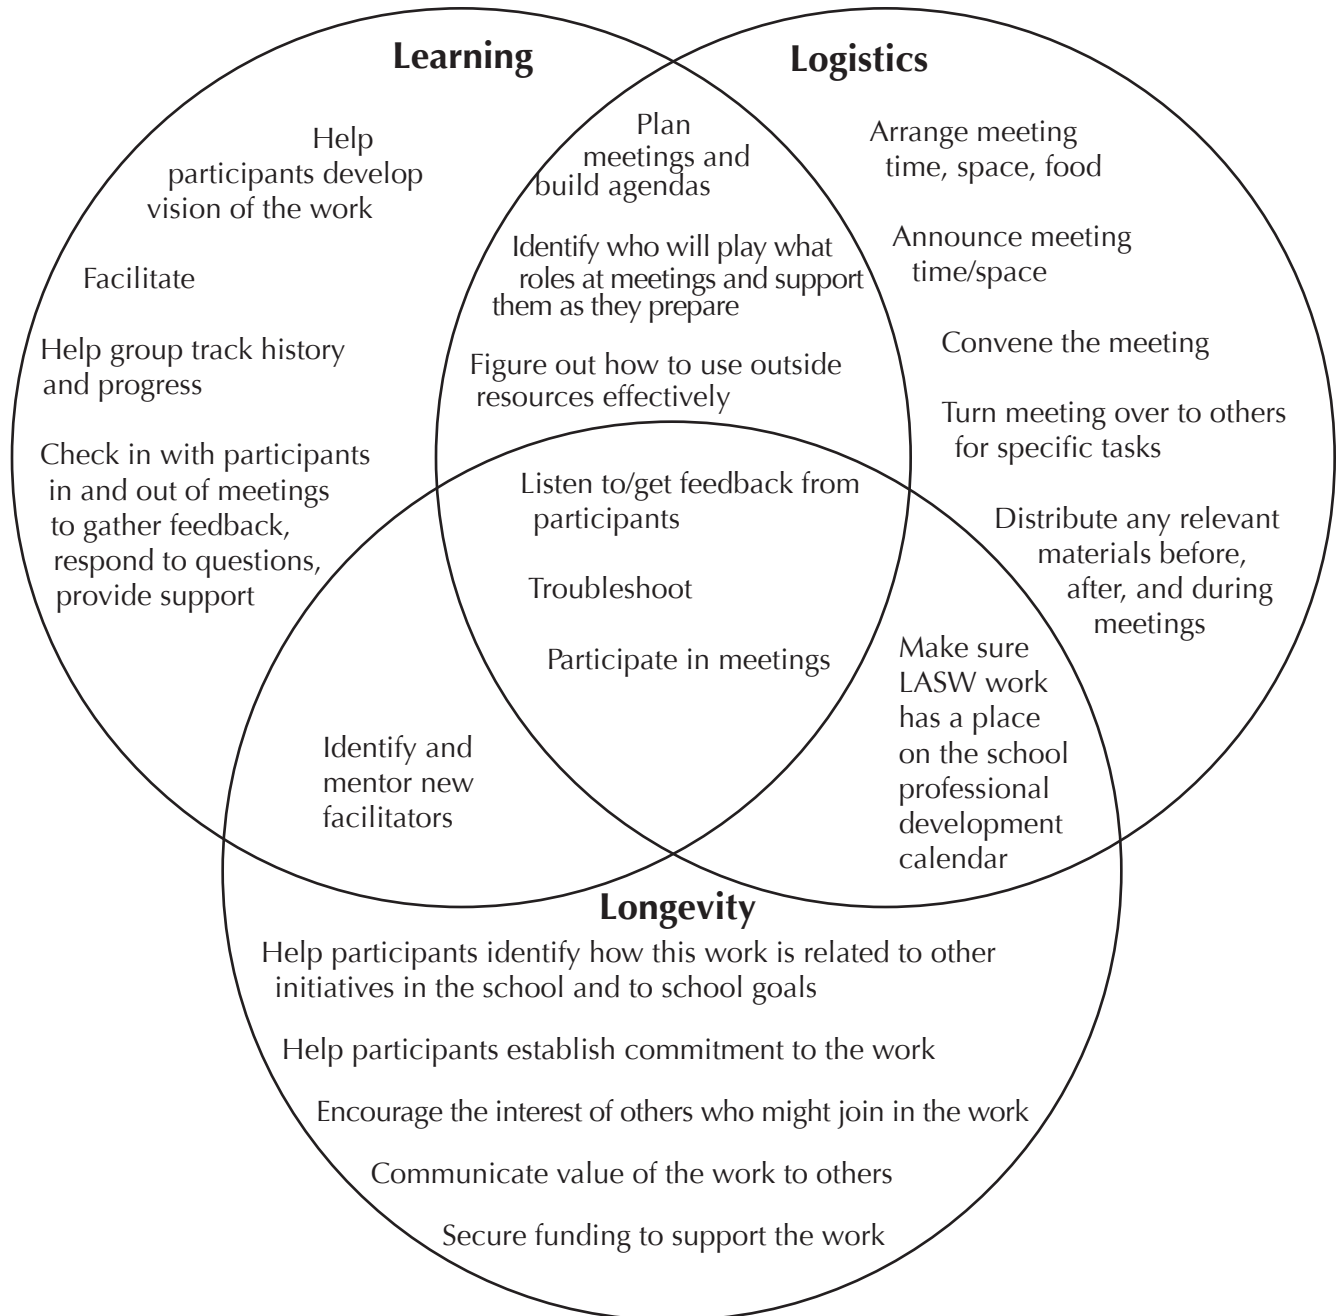 Learning
Help
participants develop
vision of the work
Facilitate
Help group track history
and progress
Check in with participants
in and out of meetings
to gather feedback,
respond to questions,
provide support
Plan
meetings and
build agendas
Identify who will play what
roles at meetings and support
them as they prepare
Figure out how to use outside
resources effectively
Logistics
Arrange meeting
time, space, food
Announce meeting
time/space
Convene the meeting
Turn meeting over to others
for specific tasks
Distribute any relevant
materials before,
after, and during
meetings
Listen to/get feedback from
participants
Troubleshoot
Participate in meetings
Identify and
mentor new
facilitators
Make sure
LASW work
has a place
on the school
professional
development
calendar
Longevity
Help participants identify how this work is related to other
initiatives in the school and to school goals
Help participants establish commitment to the work
Encourage the interest of others who might join in the work
Communicate value of the work to others
Secure funding to support the work